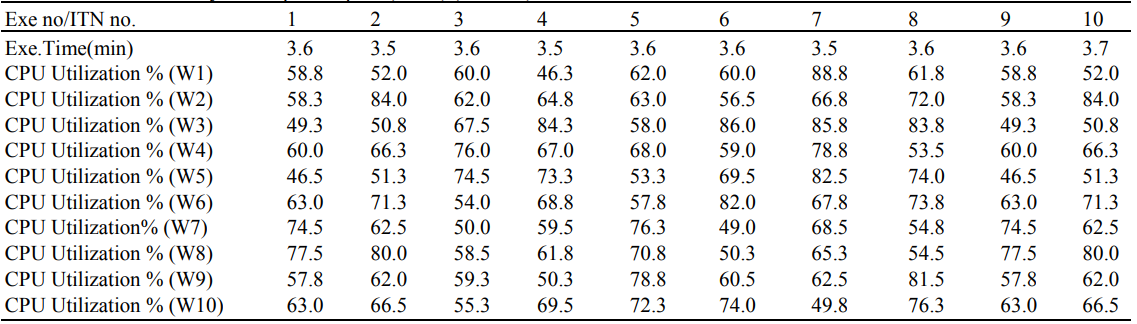 Exe no/ITN no. 1 2 3 4 5 6 7 8 9 10
Exe.Time(min) 3.6 3.5 3.6 3.5 3.6 3.6 3.5 3.6 3.6 3.7
CPU Utilization % (W1) 58.8 52.0 60.0 46.3 62.0 60.0 88.8 61.8 58.8 52.0
CPU Utilization % (W2) 58.3 84.0 62.0 64.8 63.0 56.5 66.8 72.0 58.3 84.0
CPU Utilization % (W3) 49.3 50.8 67.5 84.3 58.0 86.0 85.8 83.8 49.3 50.8
CPU Utilization % (W4) 60.0 66.3 76.0 67.0 68.0 59.0 78.8 53.5 60.0 66.3
CPU Utilization % (W5) 46.5 51.3 74.5 73.3 53.3 69.5 82.5 74.0 46.5 51.3
CPU Utilization % (W6) 63.0 71.3 54.0 68.8 57.8 82.0 67.8 73.8 63.0 71.3
CPU Utilization% (W7) 74.5 62.5 50.0 59.5 76.3 49.0 68.5 54.8 74.5 62.5
CPU Utilization % (W8) 77.5 80.0 58.5 61.8 70.8 50.3 65.3 54.5 77.5 80.0
CPU Utilization % (W9) 57.8 62.0 59.3 50.3 78.8 60.5 62.5 81.5 57.8 62.0
CPU Utilization % (W10) 63.0 66.5 55.3 69.5 72.3 74.0 49.8 76.3 63.0 66.5